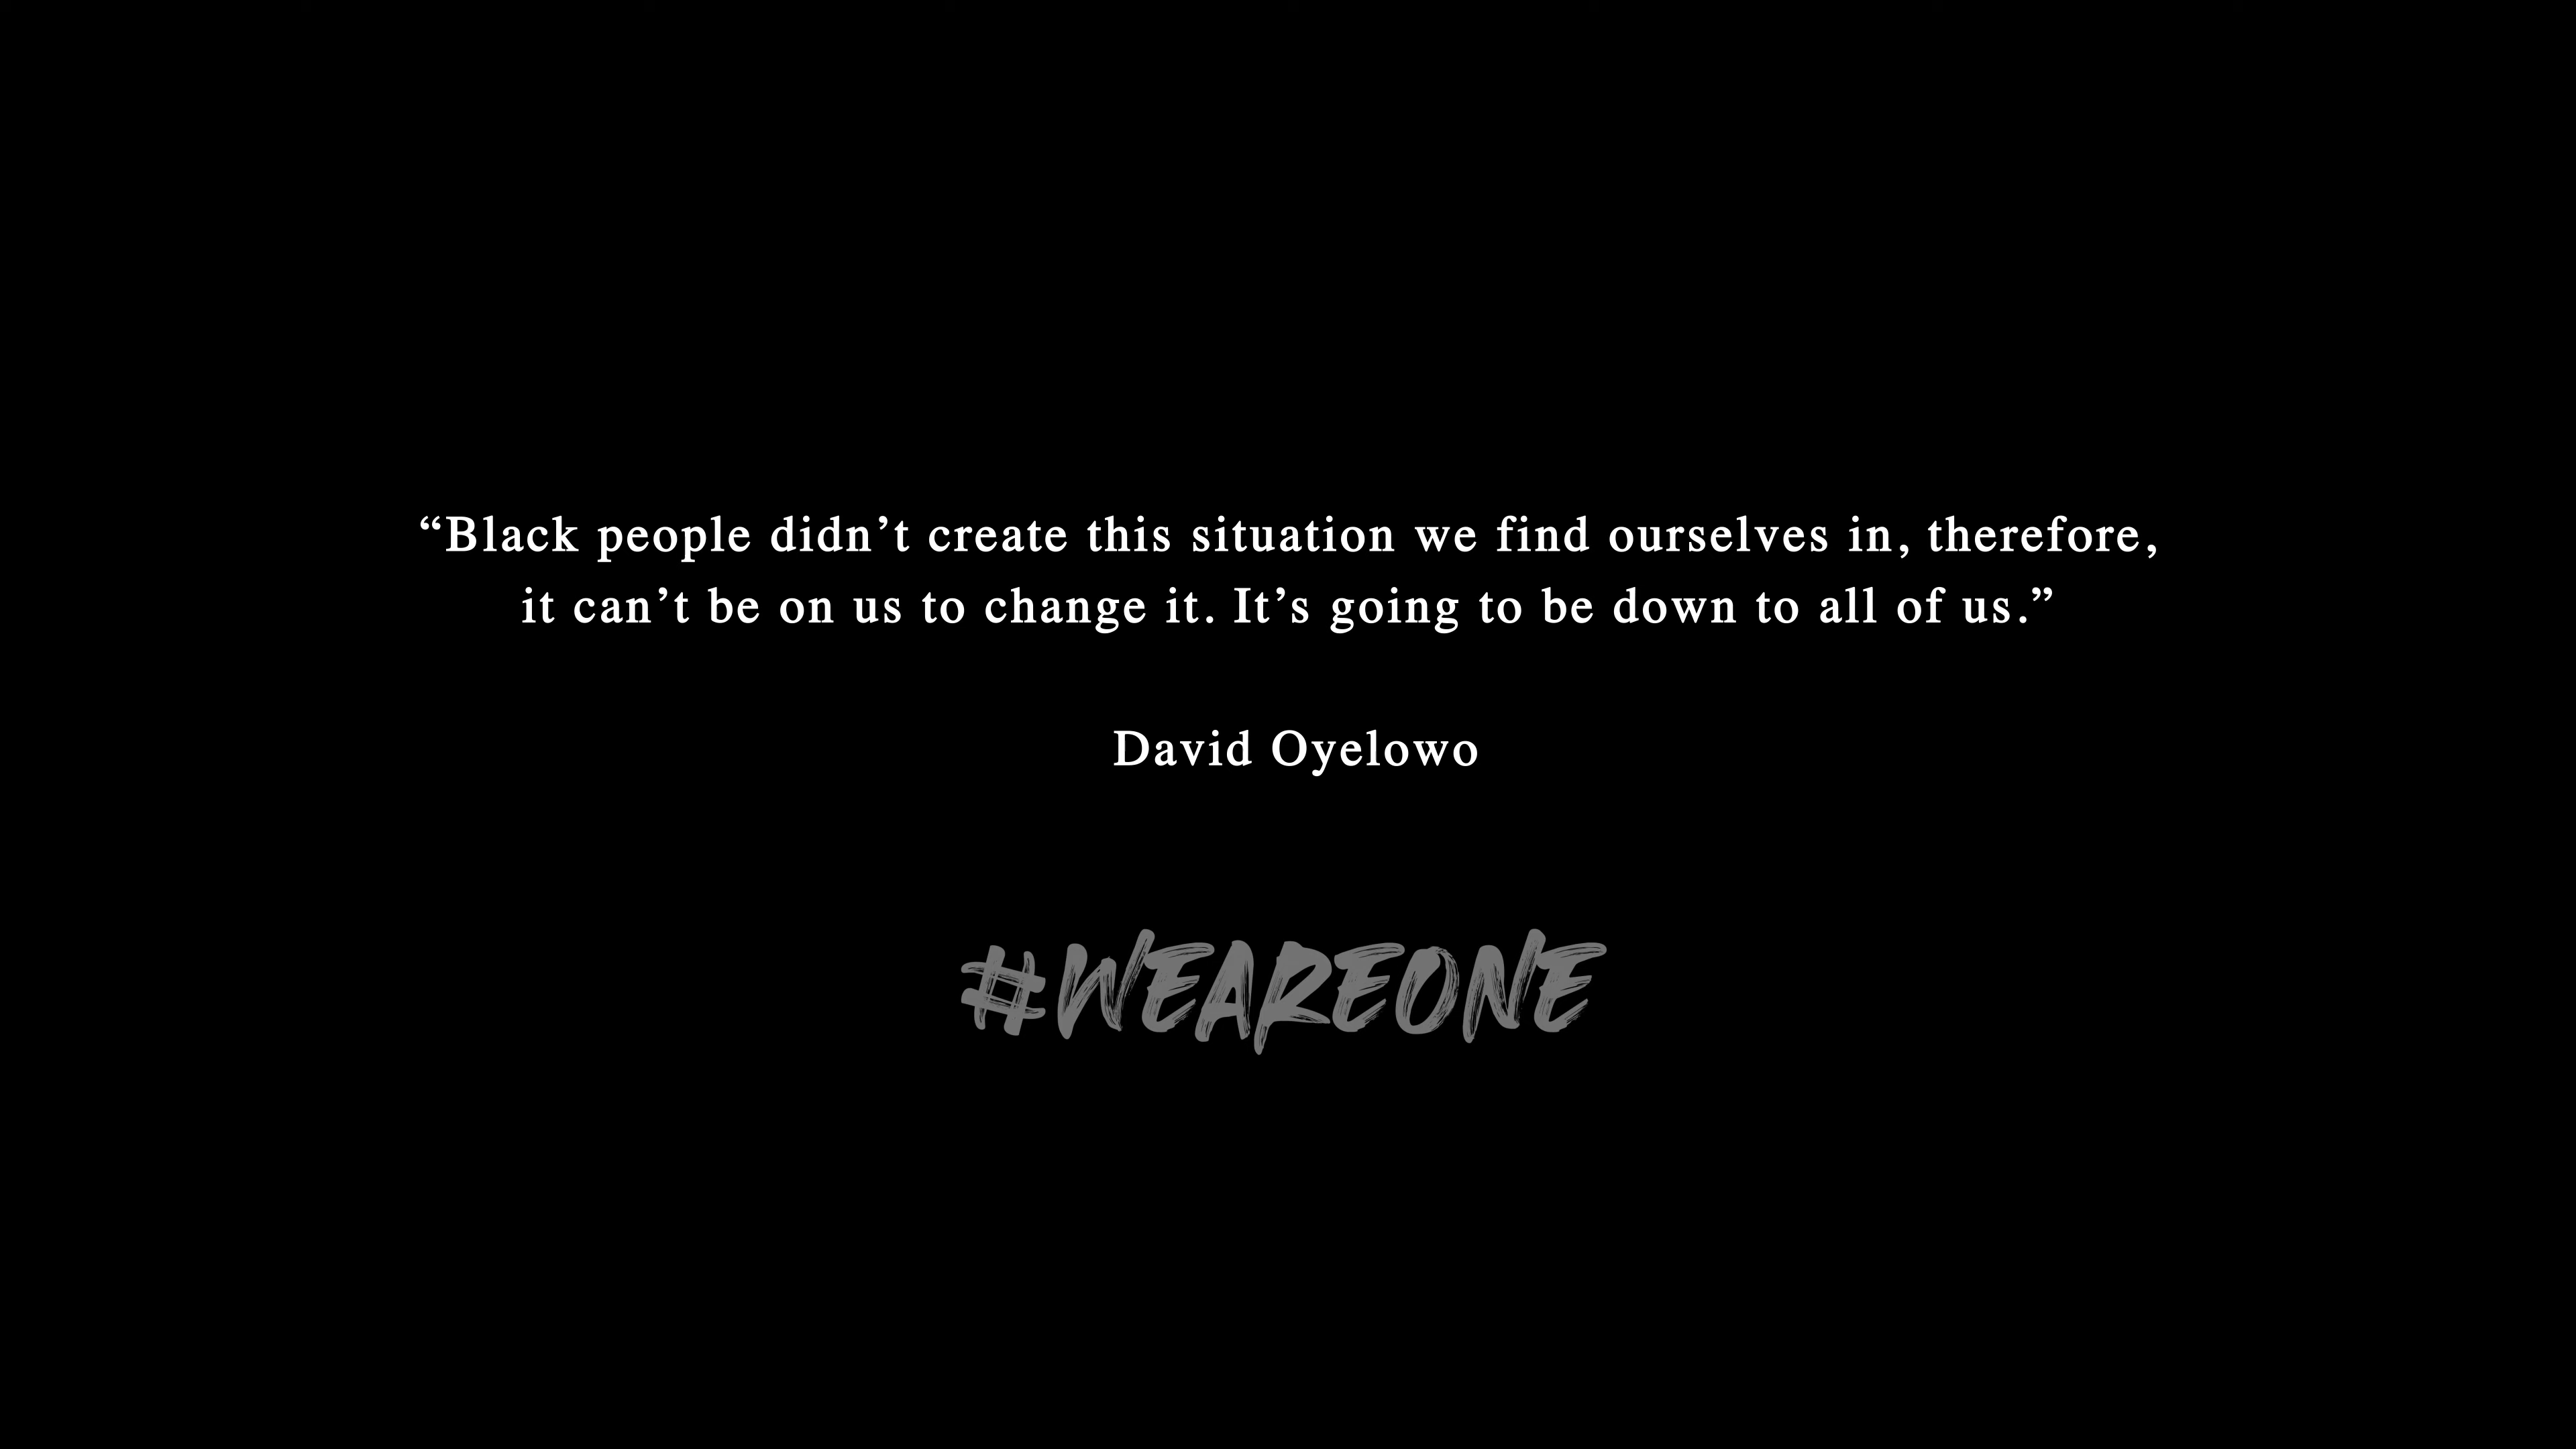 “Black people didn’t create this situation we find ourselves in, therefore,
it can’t be on us to change it. It’s going to be down to all of us.”
David Oyelowo
#WEAREONE